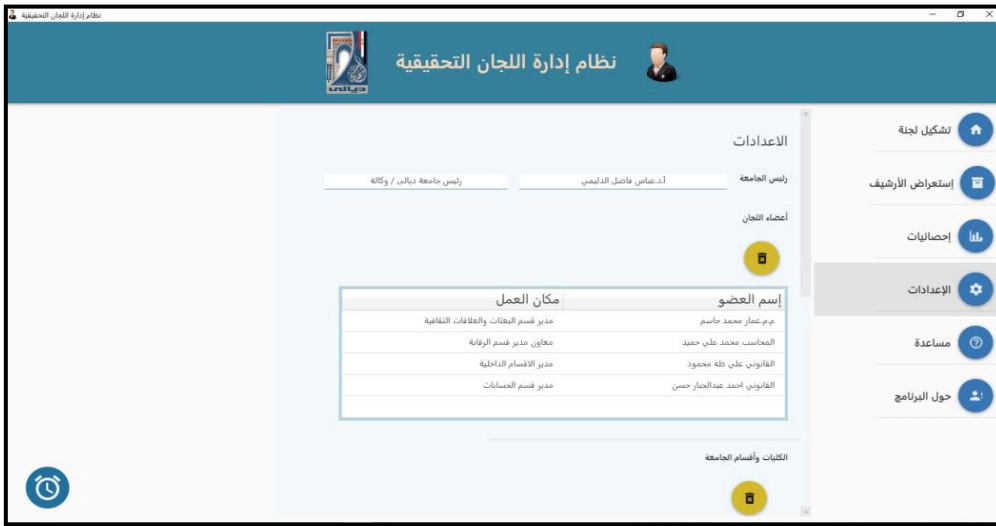 نظام إدارة اللجان التحقيقية
نظام إدارة اللجان التحقيقية
ديالى
تشكيل لجنة
إستعراض الأرشيف
إحصائيات
الإعدادات
مساعدة
حول البرنامج
الاعدادات
رئيس الجامعة أ.د.عباس فاضل الدليمي رئيس جامعة ديالى / وكالة
أعضاء اللجان
إسم العضو مكان العمل
م.م.عمار محمد جاسم مدير قسم البعثات والعلاقات الثقافية
المحاسب محمد علي حميد معاون مدير قسم الرقابة
القانوني علي طه محمود مدير الاقسام الداخلية
القانوني احمد عبدالجبار حسن مدير قسم الحسابات
الكليات وأقسام الجامعة